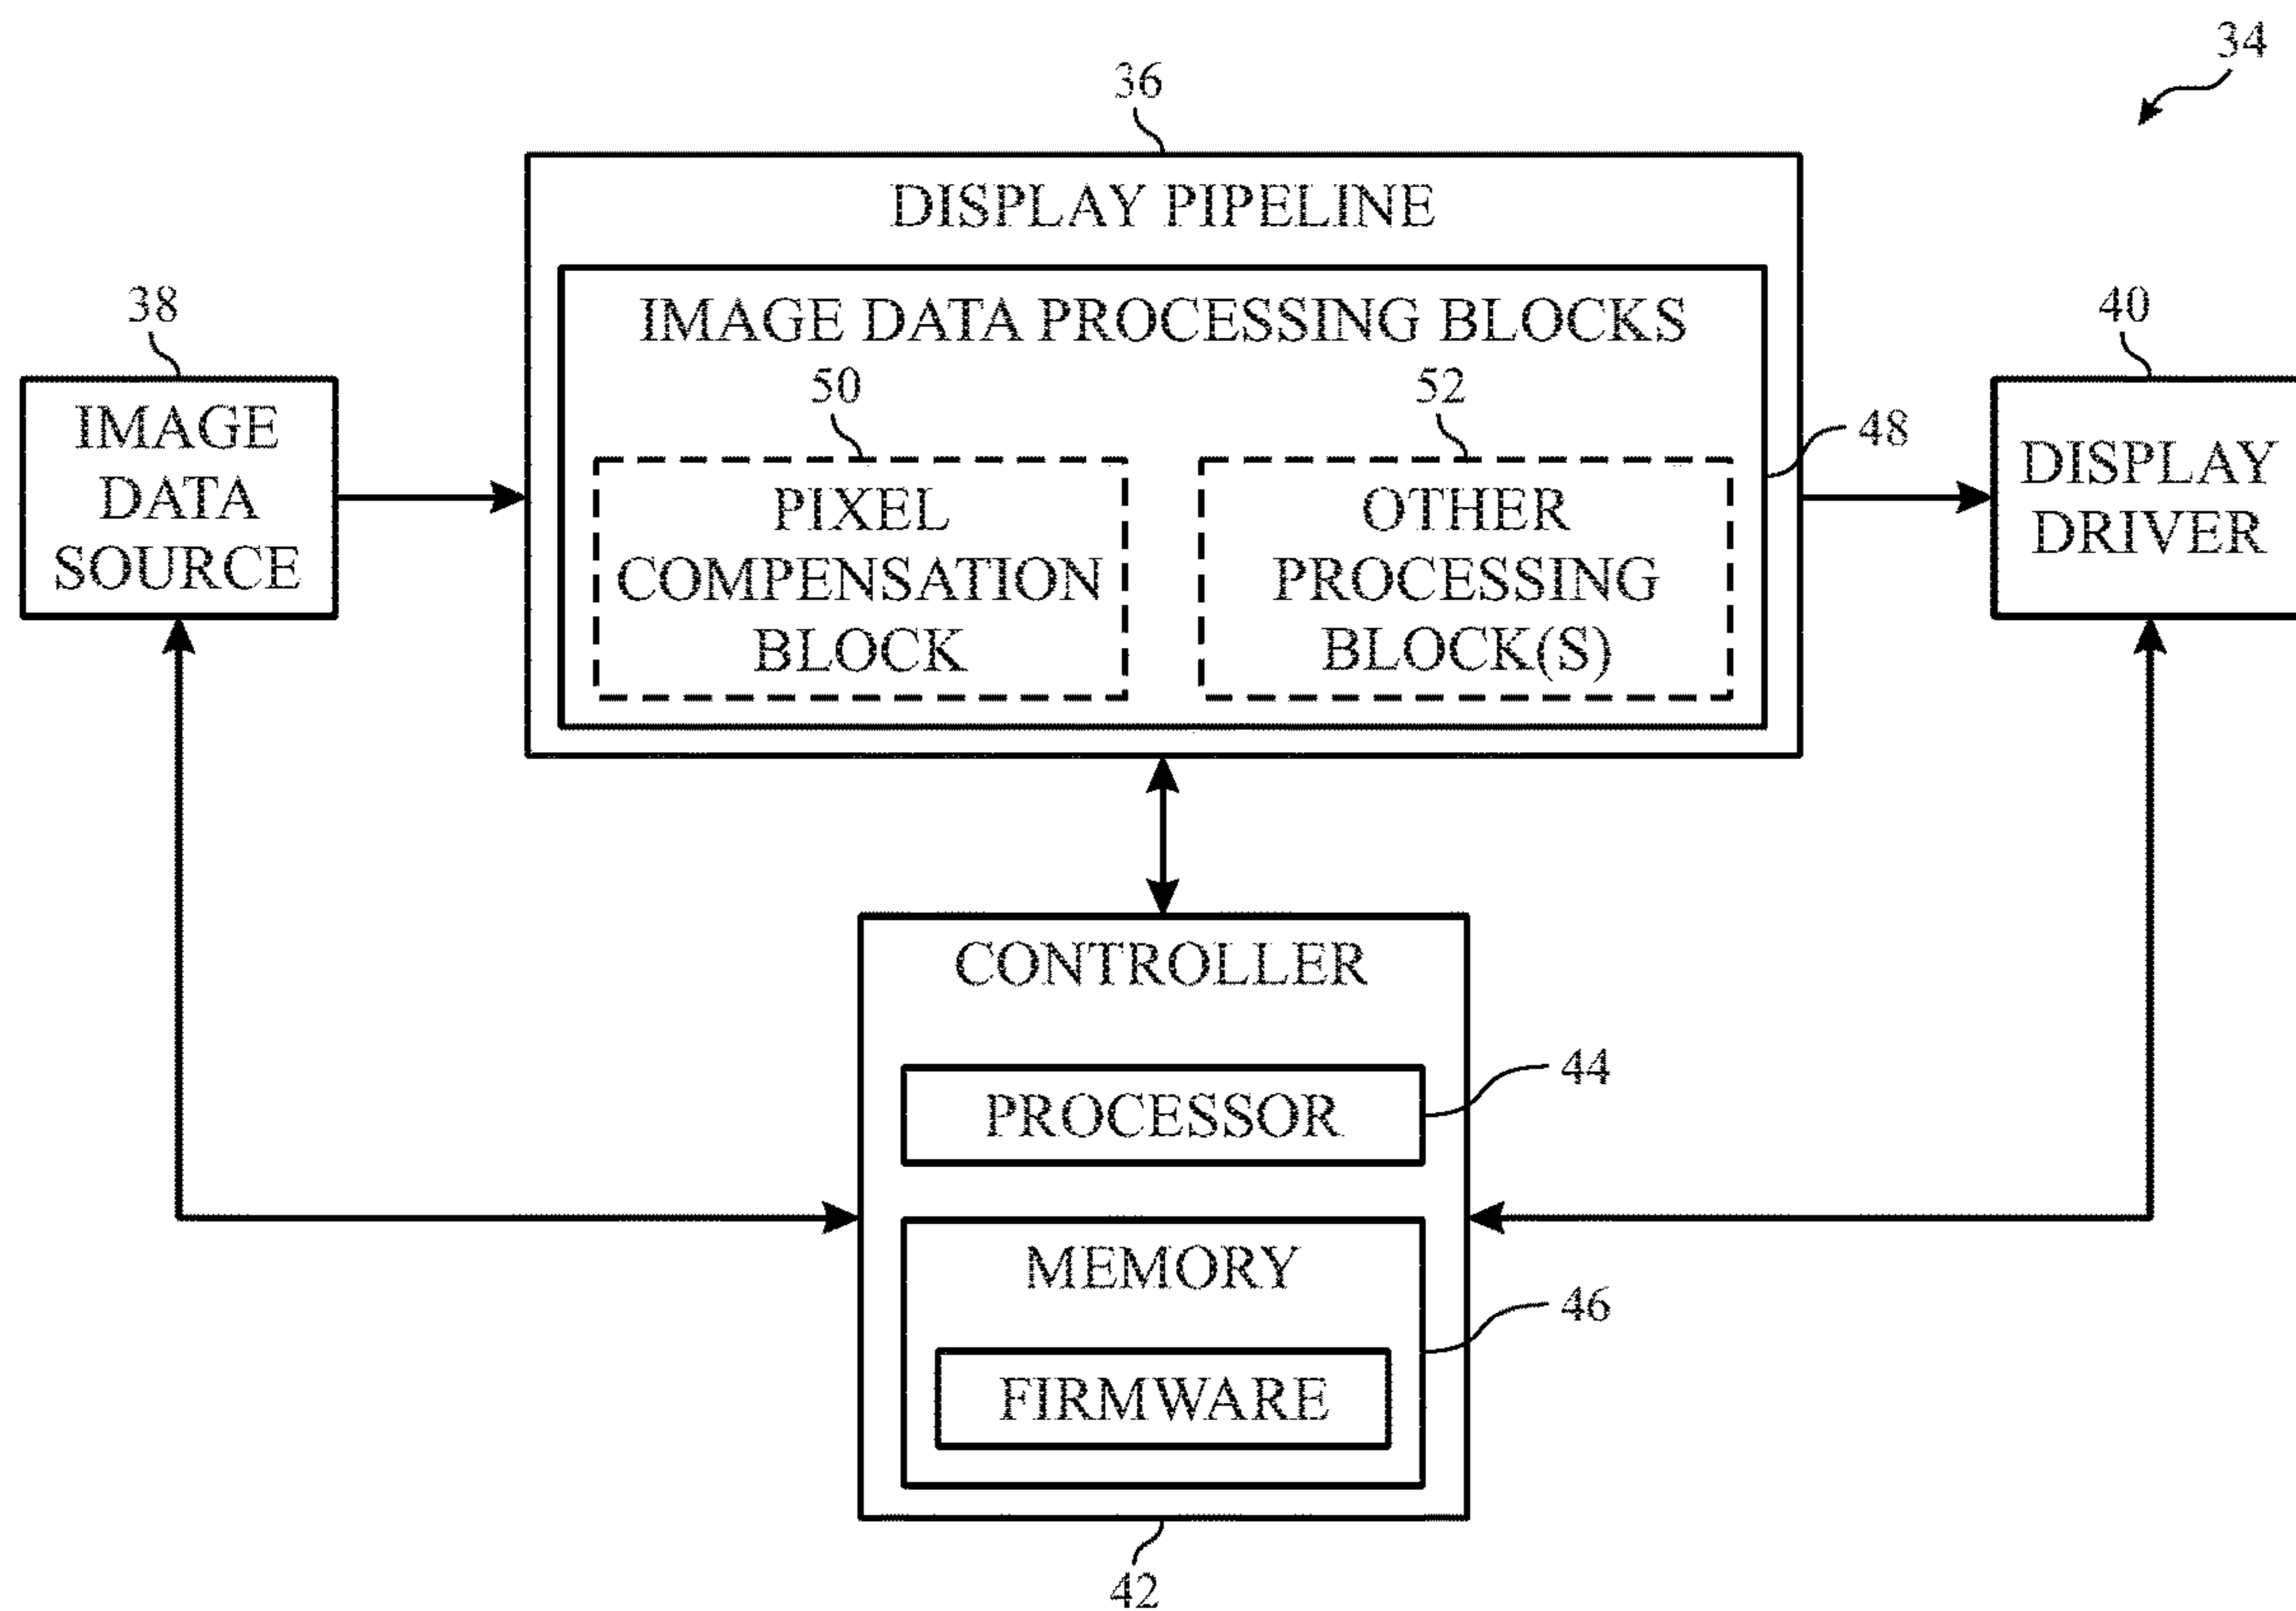 34
36
DISPLAY PIPELINE
IMAGE DATA PROCESSING BLOCKS
38
IMAGE
DATA
SOURCE
50
PIXEL
COMPENSATION
BLOCK
52
OTHER
PROCESSING
BLOCK(S)
48
40
DISPLAY
DRIVER
CONTROLLER
PROCESSOR
44
MEMORY
46
FIRMWARE
42